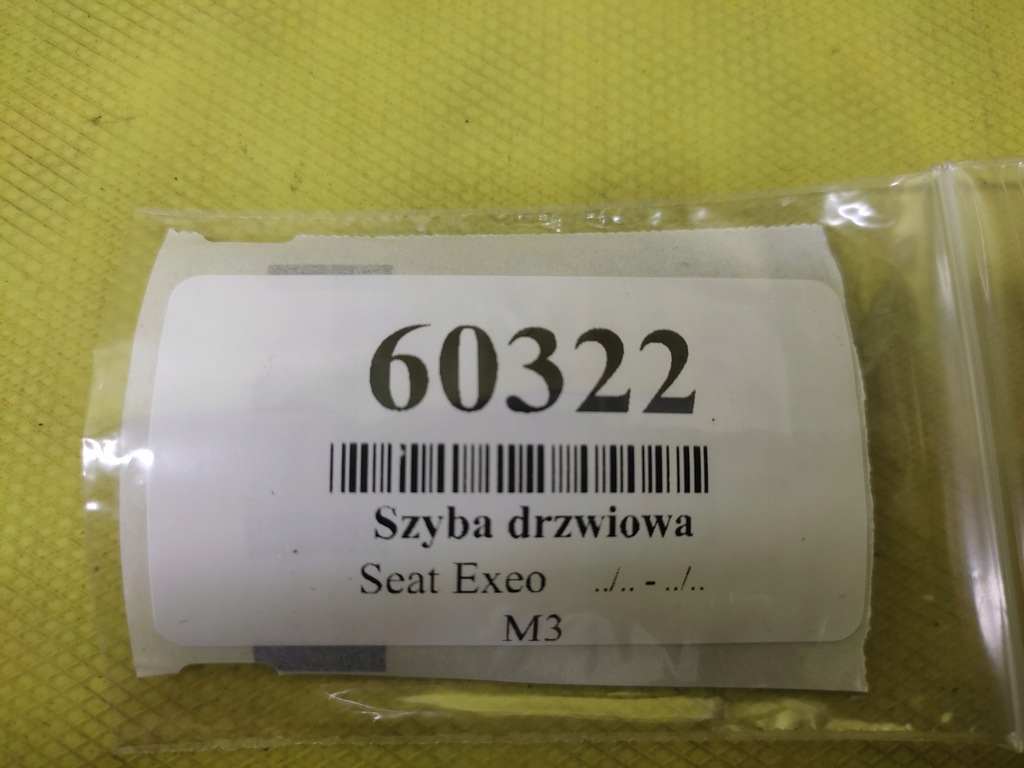 60322
Szyba drzwiowa
Seat Exeo ../.. - ../..
M3